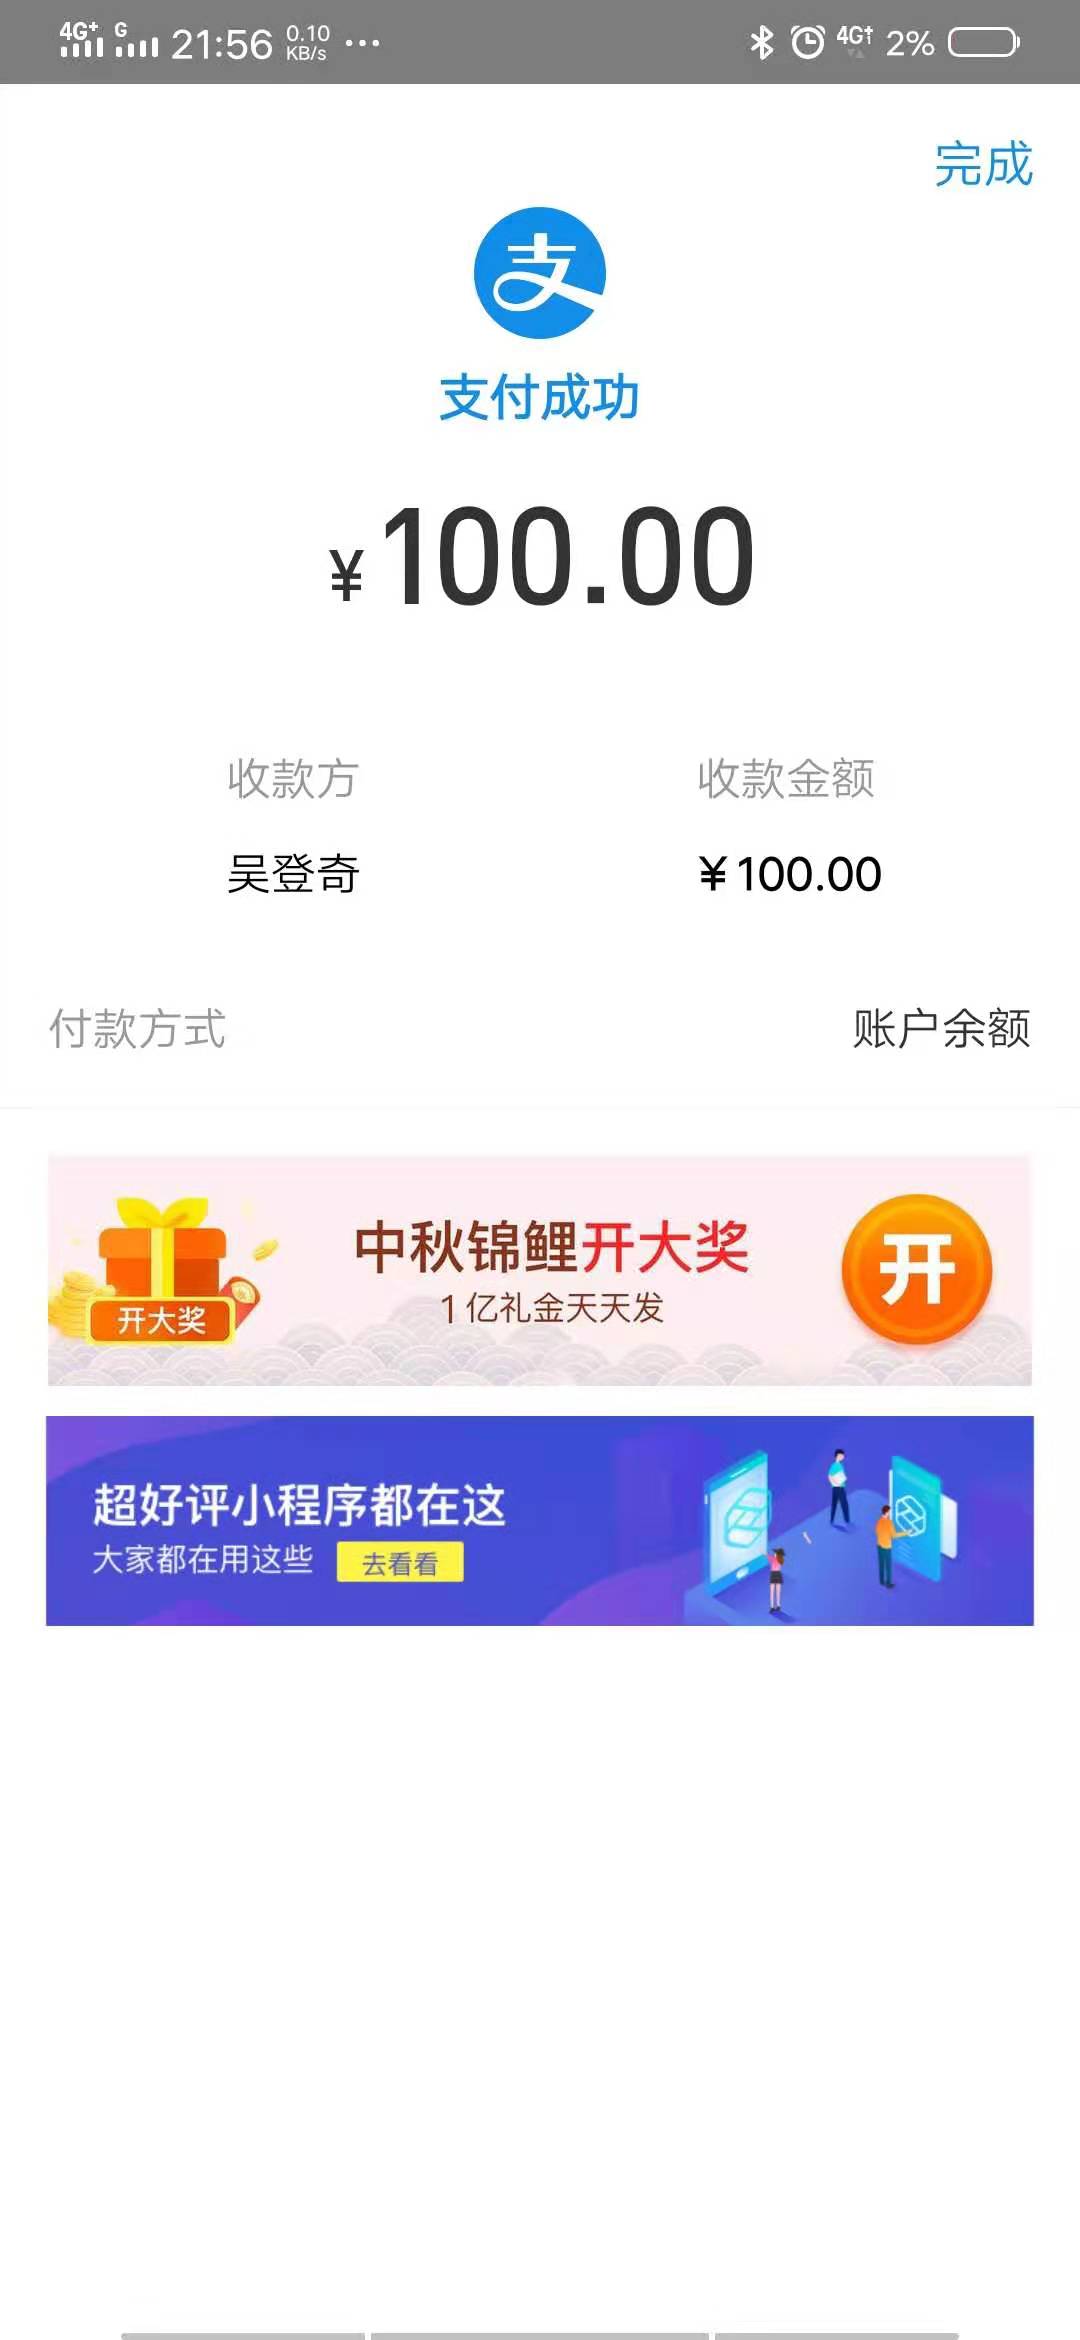 4G+ G 21:56 0.10 KB/s ... 4G+ 2%
完成
支
支付成功
¥100.00
收款方 收款金额
吴登奇 ¥100.00
付款方式 账户余额
中秋锦鲤开大奖
1亿礼金天天发
开大奖
开
超好评小程序都在这
大家都在用这些 去看看